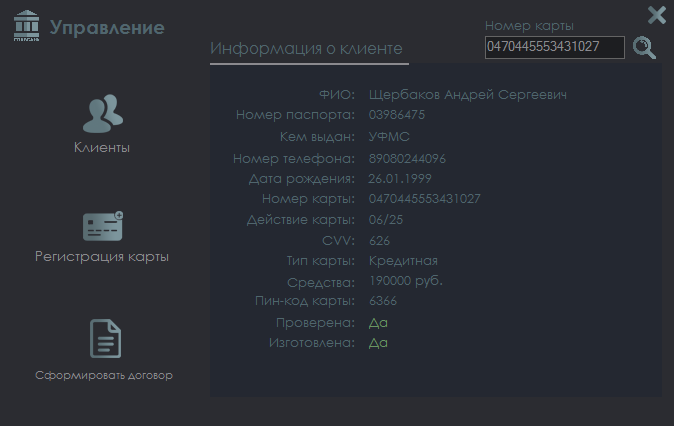 Управление
Номер карты
0470445553431027
Информация о клиенте
Клиенты
Регистрация карты
Сформировать договор
ФИО: Щербаков Андрей Сергеевич
Номер паспорта: 03986475
Кем выдан: УФМС
Номер телефона: 89080244096
Дата рождения: 26.01.1999
Номер карты: 0470445553431027
Действие карты: 06/25
CVV: 626
Тип карты: Кредитная
Средства: 190000 руб.
Пин-код карты: 6366
Проверена: Да
Изготовлена: Да